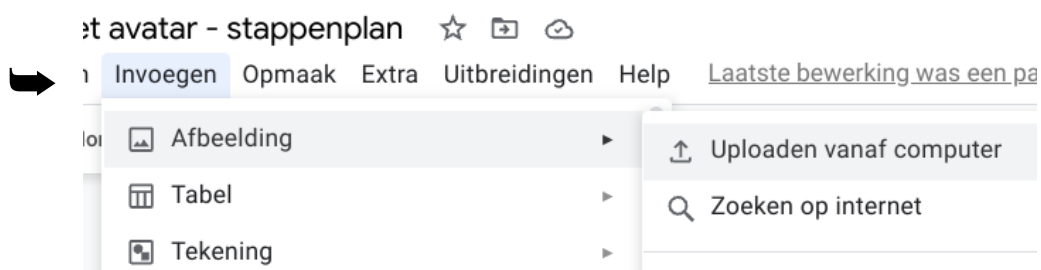 et avatar - stappenplan
Invoegen Opmaak Extra Uitbreidingen Help Laatste bewerking was een pa
Afbeelding
Uploaden vanaf computer
Tabel
Zoeken op internet
Tekening